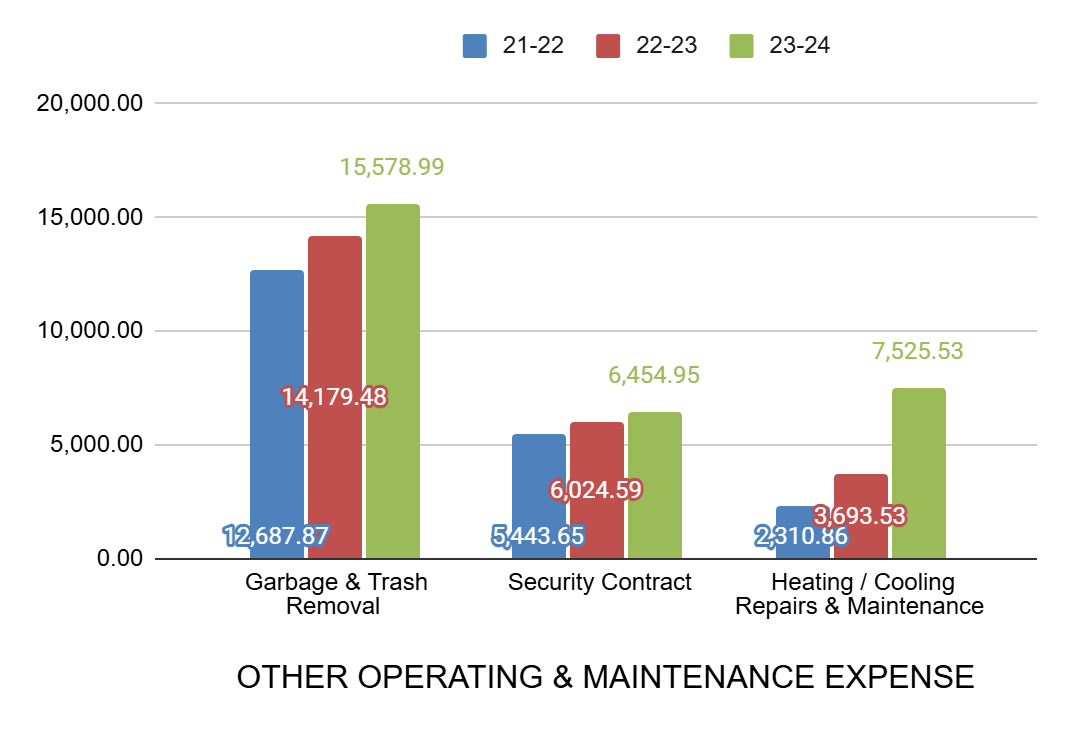 21-22 22-23 23-24
20,000.00
15,578.99
15,000.00
10,000.00
7,525.53
6,454.95
14,179.48
5,000.00
6,024.59
3,693.53
12,687.87 5,443.65 2,310.86
0.00
Garbage & Trash Security Contract Heating / Cooling
Removal Repairs & Maintenance
OTHER OPERATING & MAINTENANCE EXPENSE